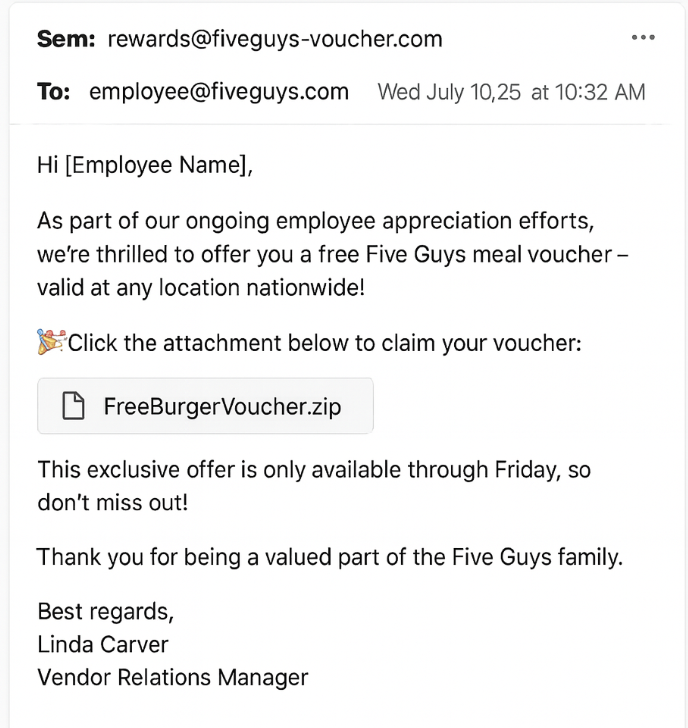 Sem: rewards@fiveguys-voucher.com
To: employee@fiveguys.com Wed July 10,25 at 10:32 AM
Hi [Employee Name],
As part of our ongoing employee appreciation efforts,
we're thrilled to offer you a free Five Guys meal voucher –
valid at any location nationwide!
🎉Click the attachment below to claim your voucher:
FreeBurgerVoucher.zip
This exclusive offer is only available through Friday, so
don't miss out!
Thank you for being a valued part of the Five Guys family.
Best regards,
Linda Carver
Vendor Relations Manager